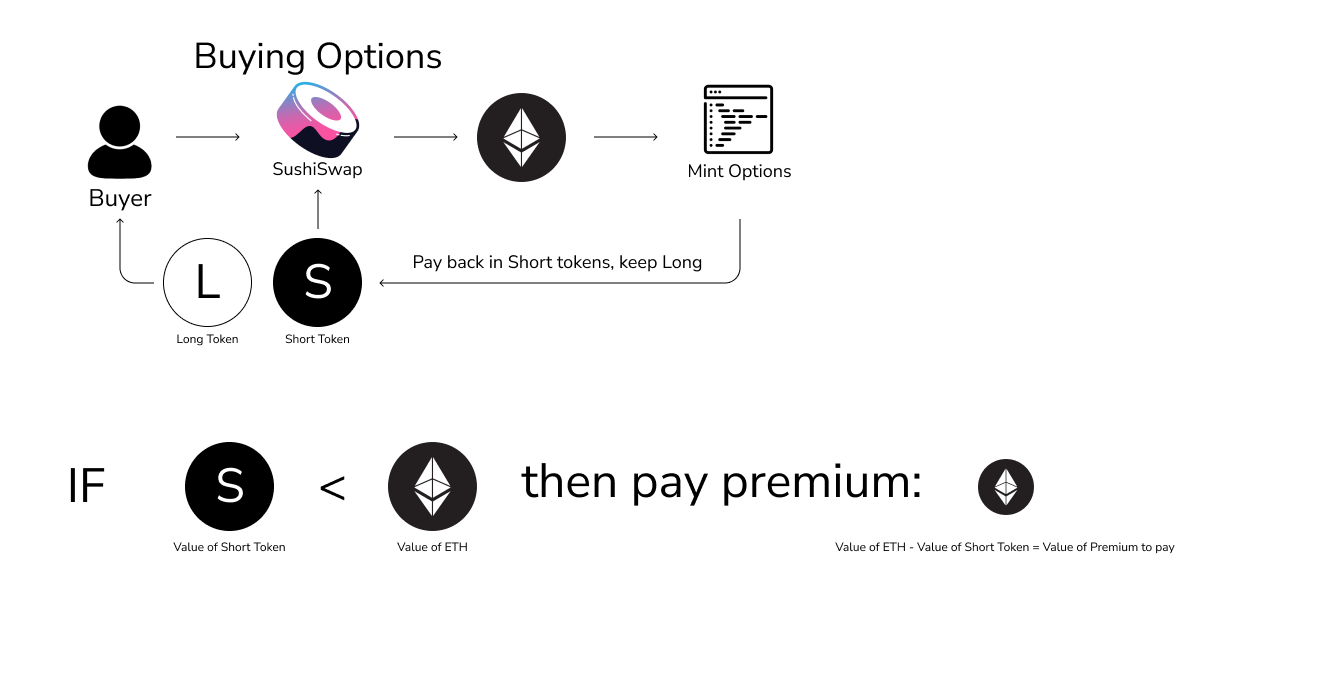 Buying Options
SushiSwap
Mint Options
Buyer
Pay back in Short tokens, keep Long
L
S
Long Token
Short Token
IF
S
<
then pay premium:
Value of Short Token
Value of ETH
Value of ETH - Value of Short Token = Value of Premium to pay